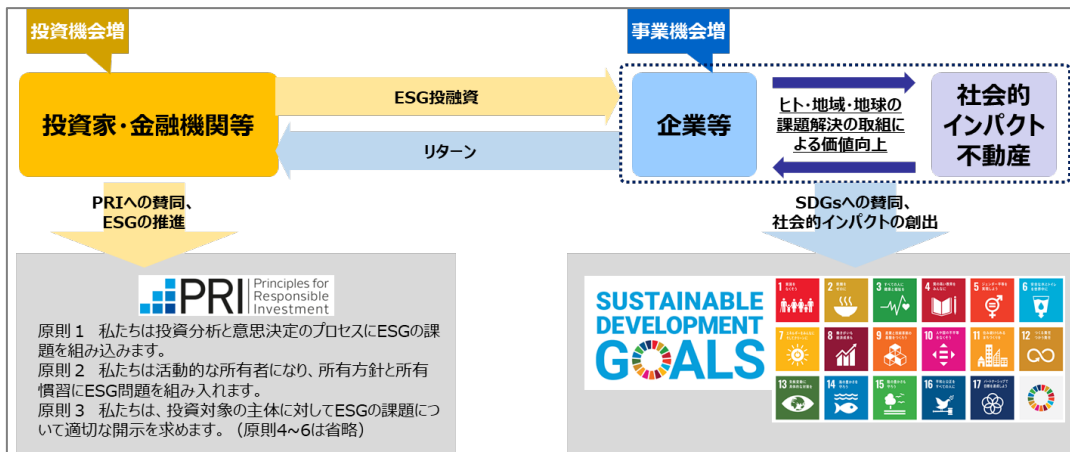 投資機会増
事業機会増
投資家・金融機関等
ESG投融資
リターン
企業等
ヒト・地域・地球の
課題解決の取組に
よる価値向上
社会的
インパクト
不動産
PRIへの賛同、
ESGの推進
SDGsへの賛同、
社会的インパクトの創出
PRI
Principles for
Responsible
Investment
原則1 私たちは投資分析と意思決定のプロセスにESGの課
題を組み込みます。
原則2 私たちは活動的な所有者になり、所有方針と所有
慣習にESG問題を組み入れます。
原則3 私たちは、投資対象の主体に対してESGの課題につ
いて適切な開示を求めます。（原則4~6は省略）
SUSTAINABLE
DEVELOPMENT
GOALS
1
2
3
4
5
6
7
8
9
10
11
12
13
14
15
16
17